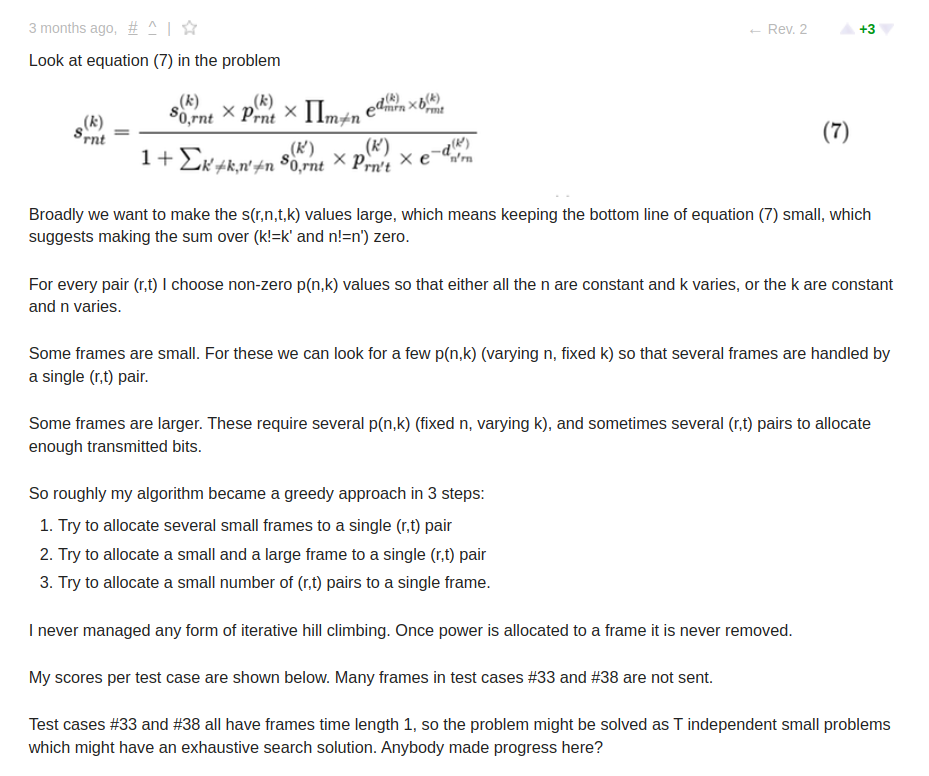 3 months ago, # ^ | ☆ ← Rev. 2 +3
Look at equation (7) in the problem
s_{rnt}^{(k)} = \frac{s_{0,rnt}^{(k)} × p_{rnt}^{(k)} × ∏_{m≠n} e^{d_{mrn}^{(k)} × b_{rmt}^{(k)}}}{1 + ∑_{k'≠k,n'≠n} s_{0,rnt}^{(k')} × p_{rn't}^{(k')} × e^{-d_{n'rn}^{(k')}}} (7)
Broadly we want to make the s(r,n,t,k) values large, which means keeping the bottom line of equation (7) small, which
suggests making the sum over (k!=k' and n!=n') zero.
For every pair (r,t) I choose non-zero p(n,k) values so that either all the n are constant and k varies, or the k are constant
and n varies.
Some frames are small. For these we can look for a few p(n,k) (varying n, fixed k) so that several frames are handled by
a single (r,t) pair.
Some frames are larger. These require several p(n,k) (fixed n, varying k), and sometimes several (r,t) pairs to allocate
enough transmitted bits.
So roughly my algorithm became a greedy approach in 3 steps:
1. Try to allocate several small frames to a single (r,t) pair
2. Try to allocate a small and a large frame to a single (r,t) pair
3. Try to allocate a small number of (r,t) pairs to a single frame.
I never managed any form of iterative hill climbing. Once power is allocated to a frame it is never removed.
My scores per test case are shown below. Many frames in test cases #33 and #38 are not sent.
Test cases #33 and #38 all have frames time length 1, so the problem might be solved as T independent small problems
which might have an exhaustive search solution. Anybody made progress here?